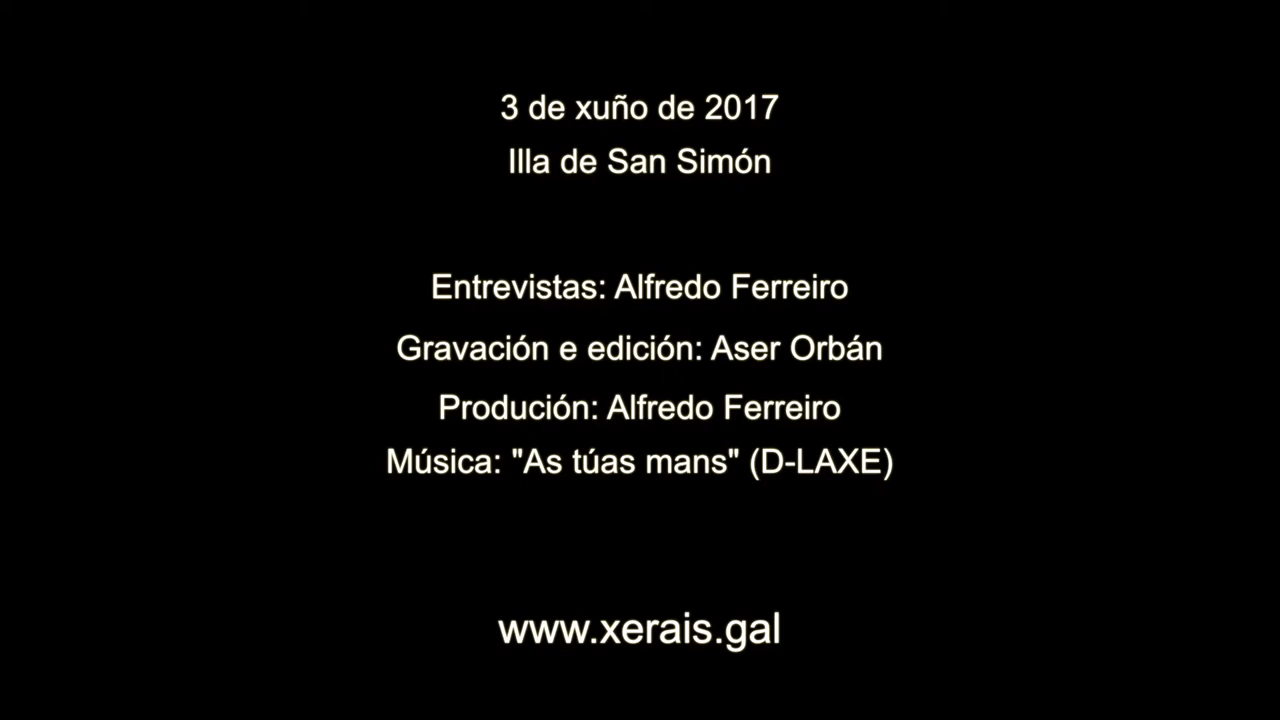 3 de xuño de 2017
Illa de San Simón
Entrevistas: Alfredo Ferreiro
Gravación e edición: Aser Orbán
Produción: Alfredo Ferreiro
Música: "As túas mans" (D-LAXE)
www.xerais.gal